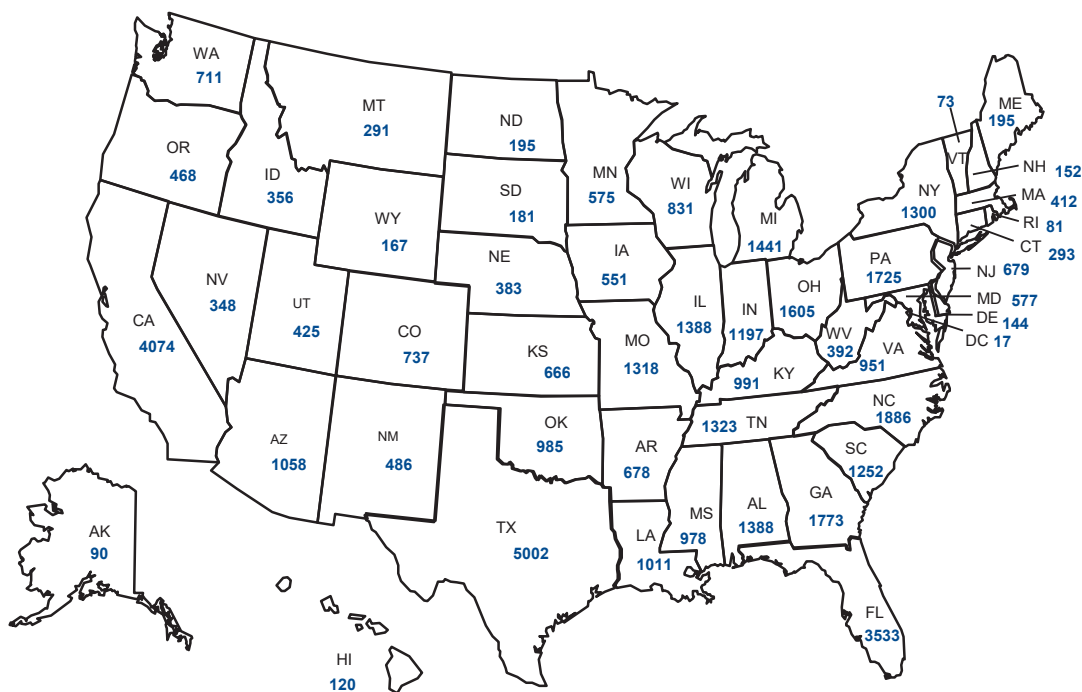 WA
711
MT
291
ND
195
MN
575
OR
468
ID
356
SD
181
WY
167
WI
831
MI
1441
NY
1300
73
VT
ME
195
NH 152
MA 412
RI 81
CT 293
NJ 679
MD 577
DE 144
DC 17
PA
1725
NE
383
IA
551
NV
348
UT
425
CA
4074
CO
737
KS
666
MO
1318
IL
1388
IN
1197
OH
1605
WV
392
VA
951
991 KY
NC
1886
1323 TN
SC
1252
AZ
1058
NM
486
OK
985
AR
678
MS
978
AL
1388
GA
1773
TX
5002
LA
1011
FL
3533
AK
90
HI
120